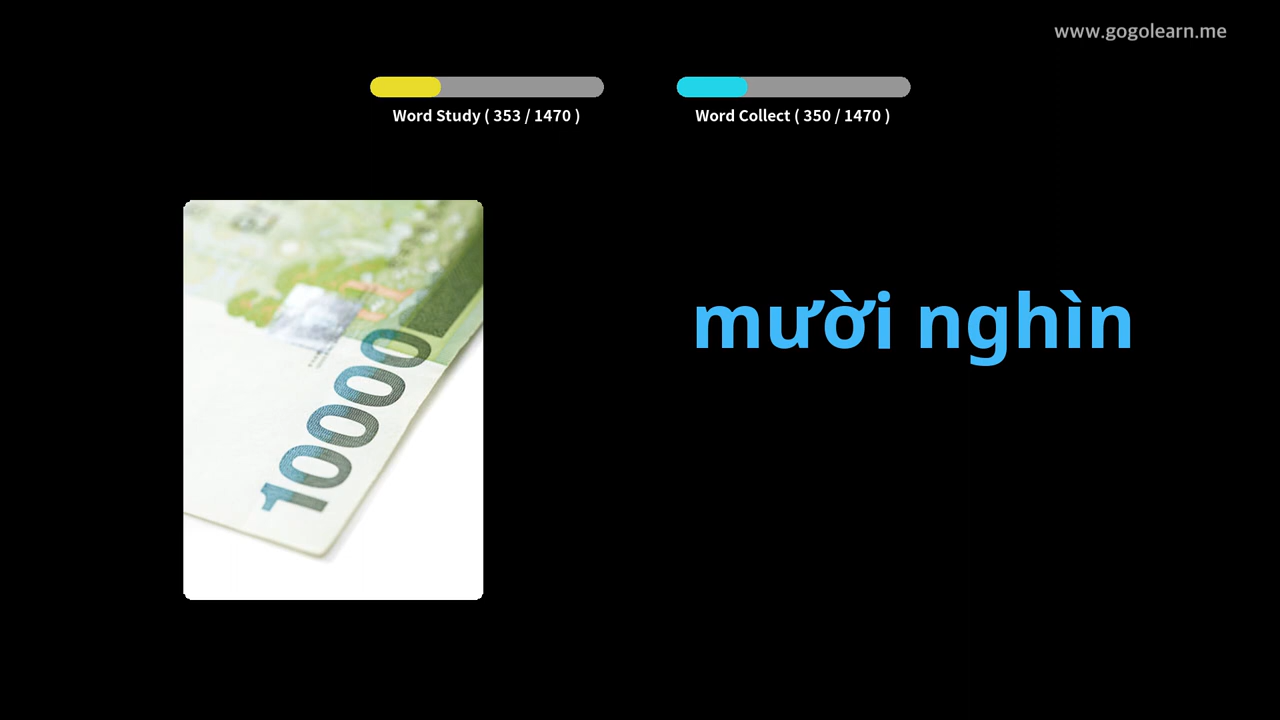 www.gogolearn.me
Word Study ( 353 / 1470 )
Word Collect ( 350 / 1470 )
mười nghìn
10000